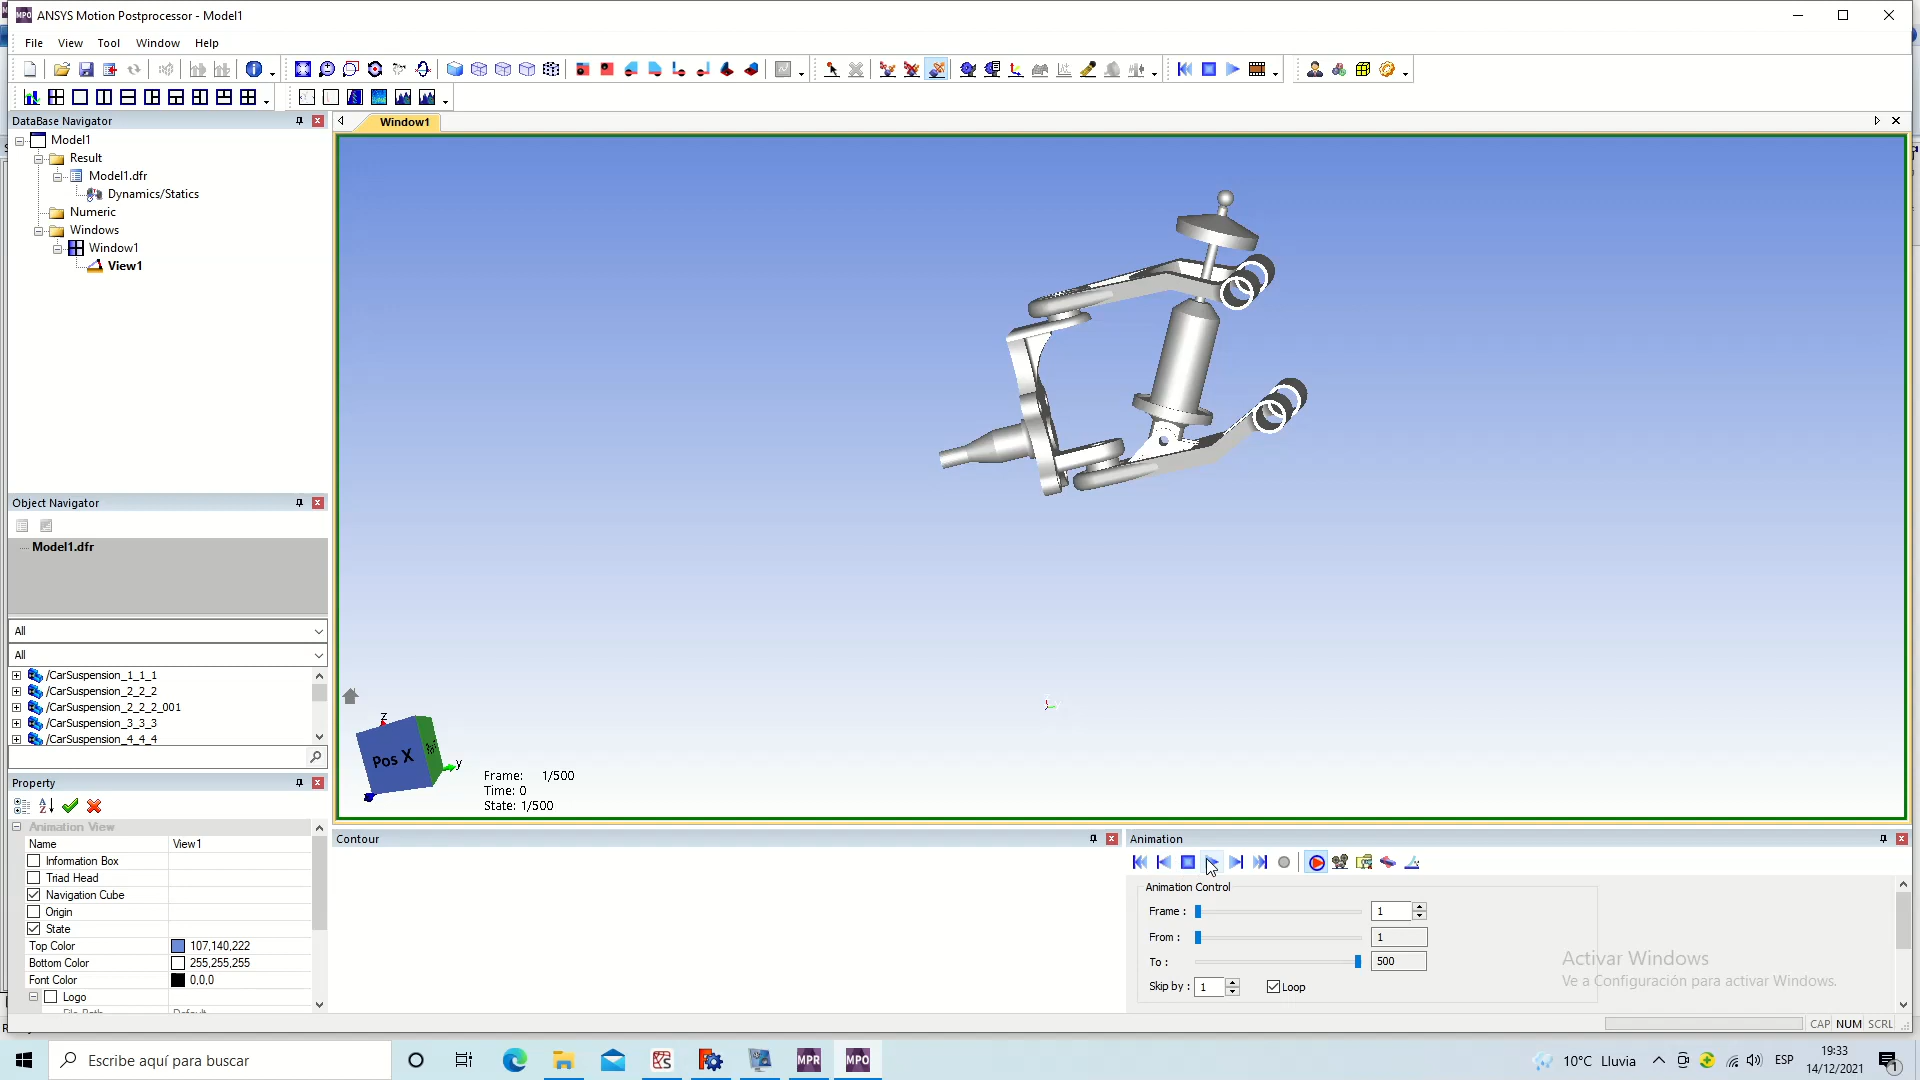 MPO ANSYS Motion Postprocessor - Model1
File View Tool Window Help
DataBase Navigator
Window1
Model1
Result
Model1.dfr
Dynamics/Statics
Numeric
Windows
Window1
View1
Object Navigator
Model1.dfr
All
All
/CarSuspension_1_1_1
/CarSuspension_2_2_2
/CarSuspension_2_2_2_001
/CarSuspension_3_3_3
/CarSuspension_4_4_4
z
Pos X
y
Frame: 1/500
Time: 0
State: 1/500
Property
Animation View
Name View1
Information Box
Triad Head
Navigation Cube
Origin
State
Top Color 107,140,222
Bottom Color 255,255,255
Font Color 0,0,0
Logo
Contour
Animation
Animation Control
Frame : 1
From : 1
To : 500
Skip by : 1 Loop
Activar Windows
Ve a Configuración para activar Windows.
CAP NUM SCRL
Escribe aquí para buscar
MPR MPO
10°C Lluvia
ESP
19:33
14/12/2021
1